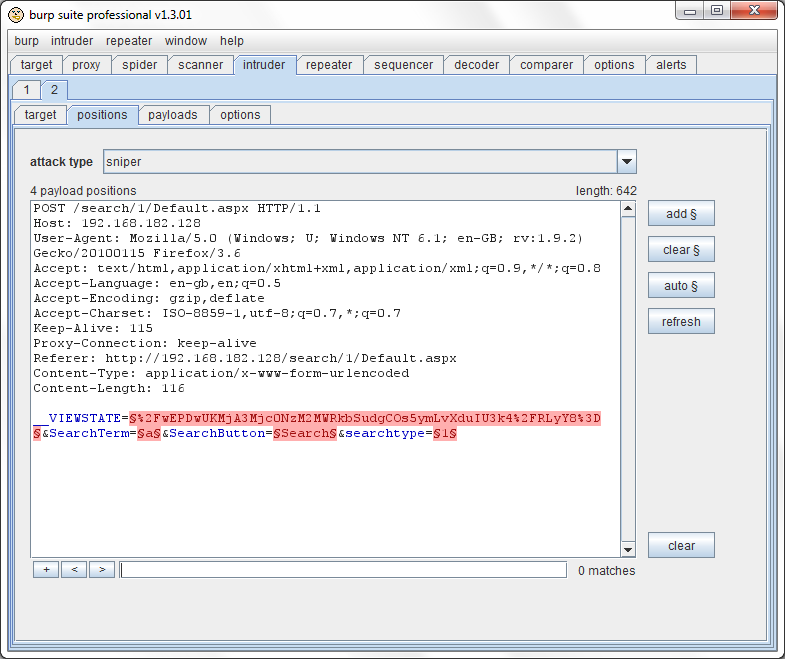 burp suite professional v1.3.01
burp intruder repeater window help
target proxy spider scanner intruder repeater sequencer decoder comparer options alerts
1 2
target positions payloads options
attack type sniper
4 payload positions length: 642
POST /search/1/Default.aspx HTTP/1.1
Host: 192.168.182.128
User-Agent: Mozilla/5.0 (Windows; U; Windows NT 6.1; en-GB; rv:1.9.2)
Gecko/20100115 Firefox/3.6
Accept: text/html,application/xhtml+xml,application/xml;q=0.9,*/*;q=0.8
Accept-Language: en-gb,en;q=0.5
Accept-Encoding: gzip,deflate
Accept-Charset: ISO-8859-1,utf-8;q=0.7,*;q=0.7
Keep-Alive: 115
Proxy-Connection: keep-alive
Referer: http://192.168.182.128/search/1/Default.aspx
Content-Type: application/x-www-form-urlencoded
Content-Length: 116
__VIEWSTATE=§%2FwEPDwUKMjA3Mjc0NzM2MWRkbSudgCOs5ymLvXduIU3k4%2FRLyY8%3D
§&SearchTerm=§a§&SearchButton=§Search§&searchtype=§1§
add §
clear §
auto §
refresh
clear
+ < > 0 matches